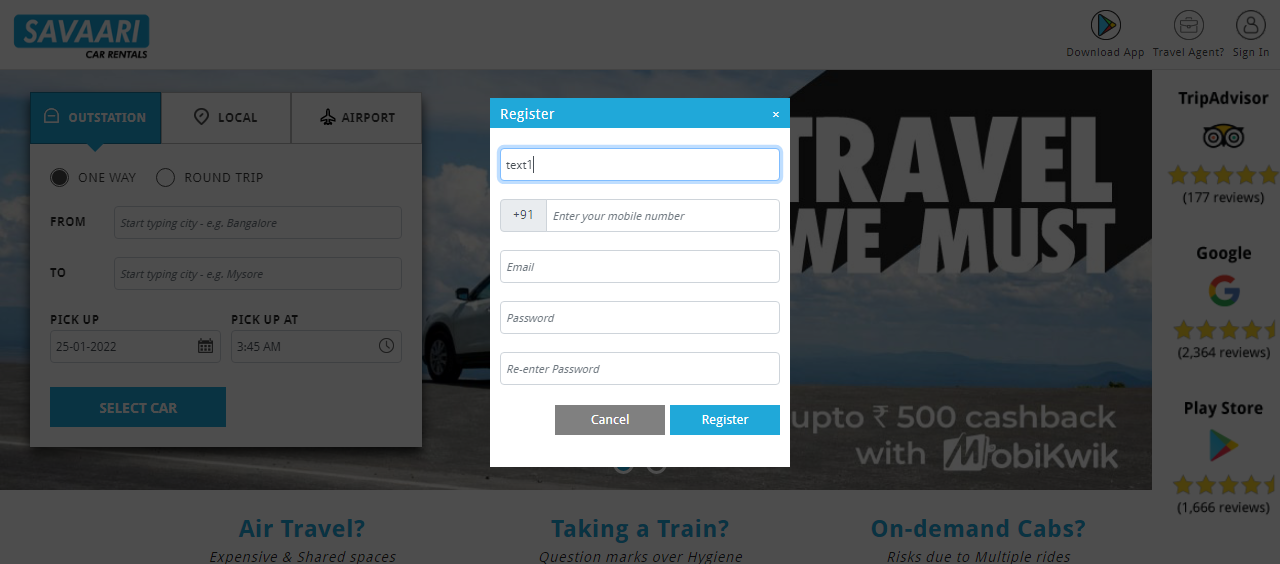 SAVAARI
CAR RENTALS
Download App
Travel Agent?
Sign In
OUTSTATION
LOCAL
AIRPORT
ONE WAY
ROUND TRIP
FROM
Start typing city - e.g. Bangalore
TO
Start typing city - e.g. Mysore
PICK UP
PICK UP AT
25-01-2022
3:45 AM
SELECT CAR
Register
×
text1
+91
Enter your mobile number
Email
Password
Re-enter Password
Cancel
Register
TRAVEL
WE MUST
upto ₹ 500 cashback
with MobiKwik
TripAdvisor
(177 reviews)
Google
(2,364 reviews)
Play Store
(1,666 reviews)
Air Travel?
Expensive & Shared spaces
Taking a Train?
Question marks over Hygiene
On-demand Cabs?
Risks due to Multiple rides